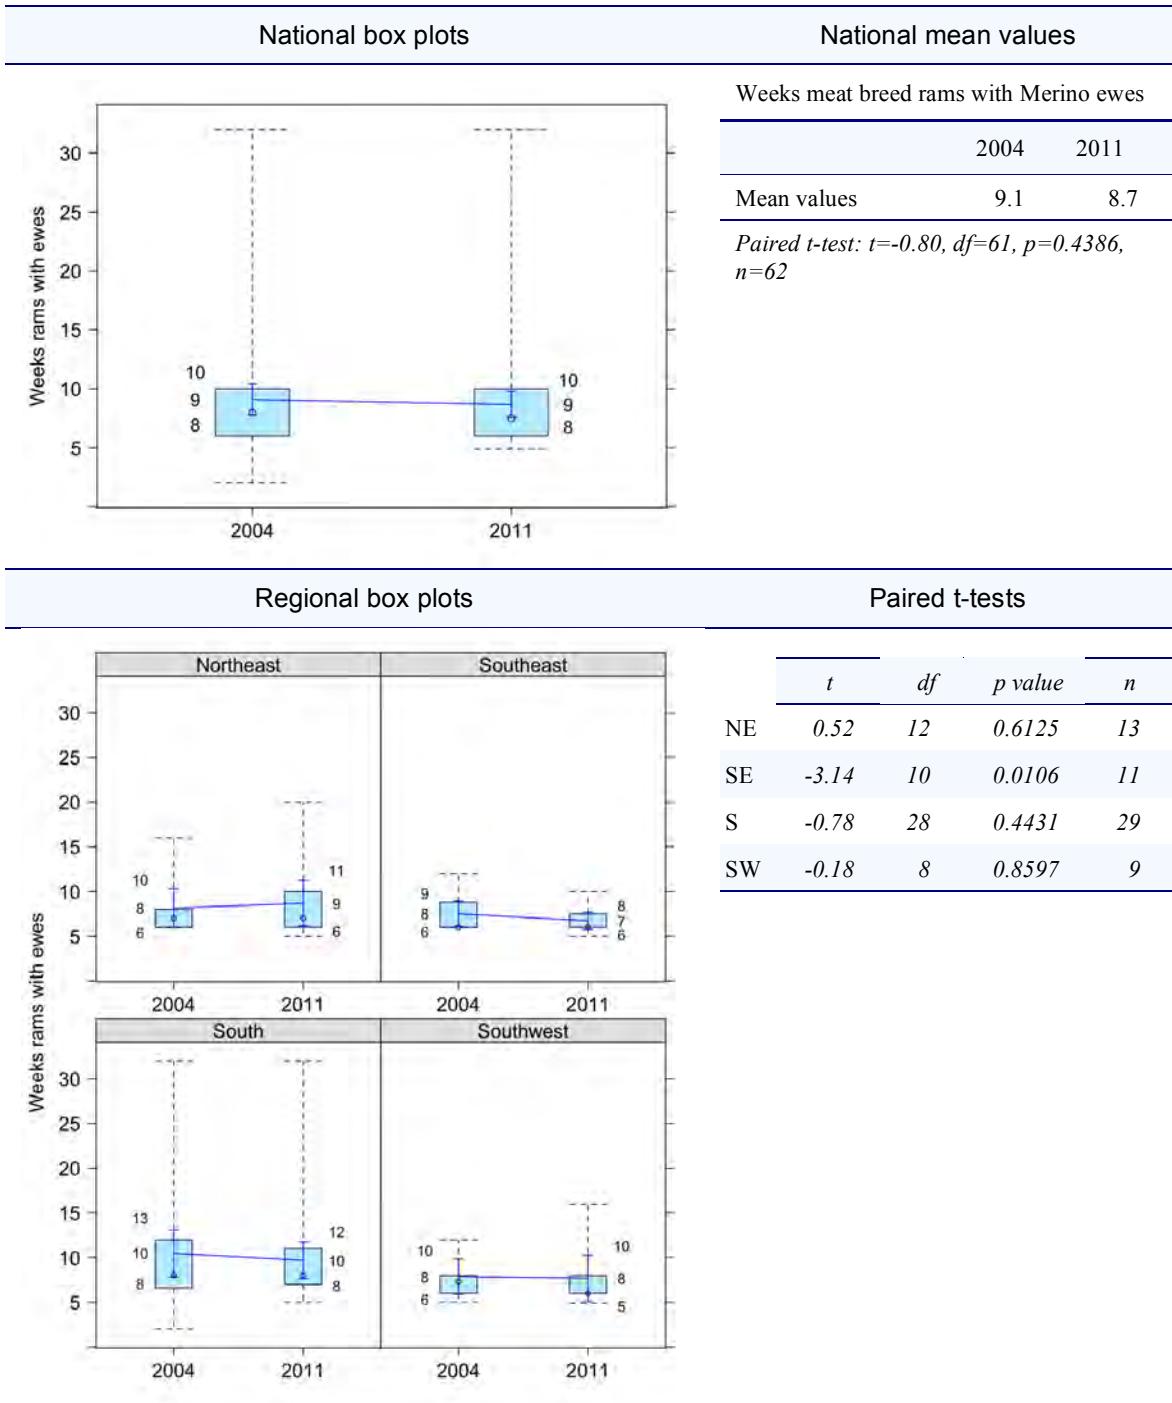 National box plots
National mean values
Weeks meat breed rams with Merino ewes
2004 2011
Mean values 9.1 8.7
Paired t-test: t=-0.80, df=61, p=0.4386,
n=62
Weeks rams with ewes
30
25
20
15
10
5
10
9
8
10
9
8
2004 2011
Regional box plots
Paired t-tests
t df p value n
NE 0.52 12 0.6125 13
SE -3.14 10 0.0106 11
S -0.78 28 0.4431 29
SW -0.18 8 0.8597 9
Weeks rams with ewes
Northeast Southeast
30
25
20
15
10
5
10
8
6
11
9
6
9
8
6
8
7
6
2004 2011 2004 2011
South Southwest
30
25
20
15
10
5
13
10
8
12
10
8
10
8
6
10
8
5
2004 2011 2004 2011